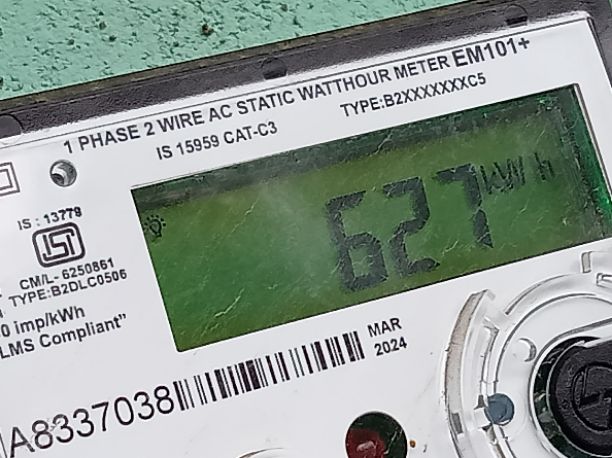 1 PHASE 2 WIRE AC STATIC WATTHOUR METER EM101+
IS 15959 CAT-C3
TYPE:B2XXXXXXXC5
IS : 13779
CM/L- 6250861
TYPE:B2DLC0506
0 imp/kWh
LMS Compliant"
627 kW h
MAR
2024
A8337038